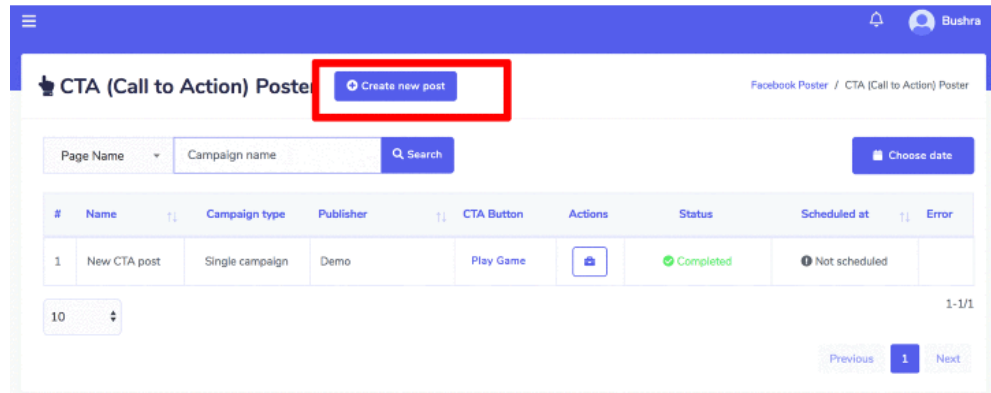 Bushra
CTA (Call to Action) Poste
Create new post
Facebook Poster / CTA (Call to Action) Poster
Page Name
Campaign name
Search
Choose date
# Name Campaign type Publisher CTA Button Actions Status Scheduled at Error
1 New CTA post Single campaign Demo Play Game Completed Not scheduled
10
1-1/1
Previous 1 Next